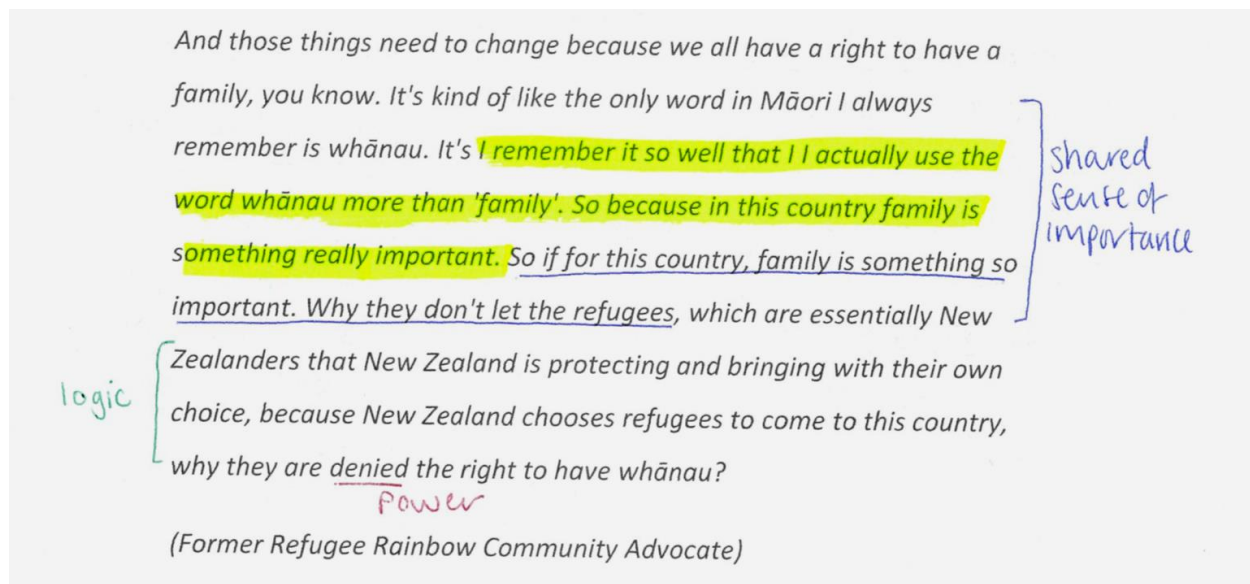 And those things need to change because we all have a right to have a
family, you know. It's kind of like the only word in Māori I always
remember is whānau. It's I remember it so well that I I actually use the
word whānau more than 'family'. So because in this country family is
something really important. So if for this country, family is something so
important. Why they don't let the refugees, which are essentially New
Zealanders that New Zealand is protecting and bringing with their own
choice, because New Zealand chooses refugees to come to this country,
why they are denied the right to have whānau?
(Former Refugee Rainbow Community Advocate)
shared
sense of
importance
logic
power